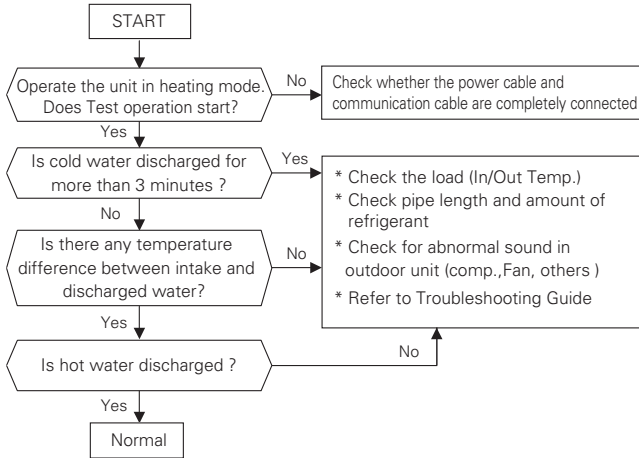 START
Operate the unit in heating mode.
Does Test operation start?
No
Check whether the power cable and
communication cable are completely connected
Yes
Is cold water discharged for
more than 3 minutes ?
Yes
* Check the load (In/Out Temp.)
* Check pipe length and amount of
refrigerant
* Check for abnormal sound in
outdoor unit (comp.,Fan, others )
* Refer to Troubleshooting Guide
No
Is there any temperature
difference between intake and
discharged water?
No
Yes
Is hot water discharged ?
No
Yes
Normal